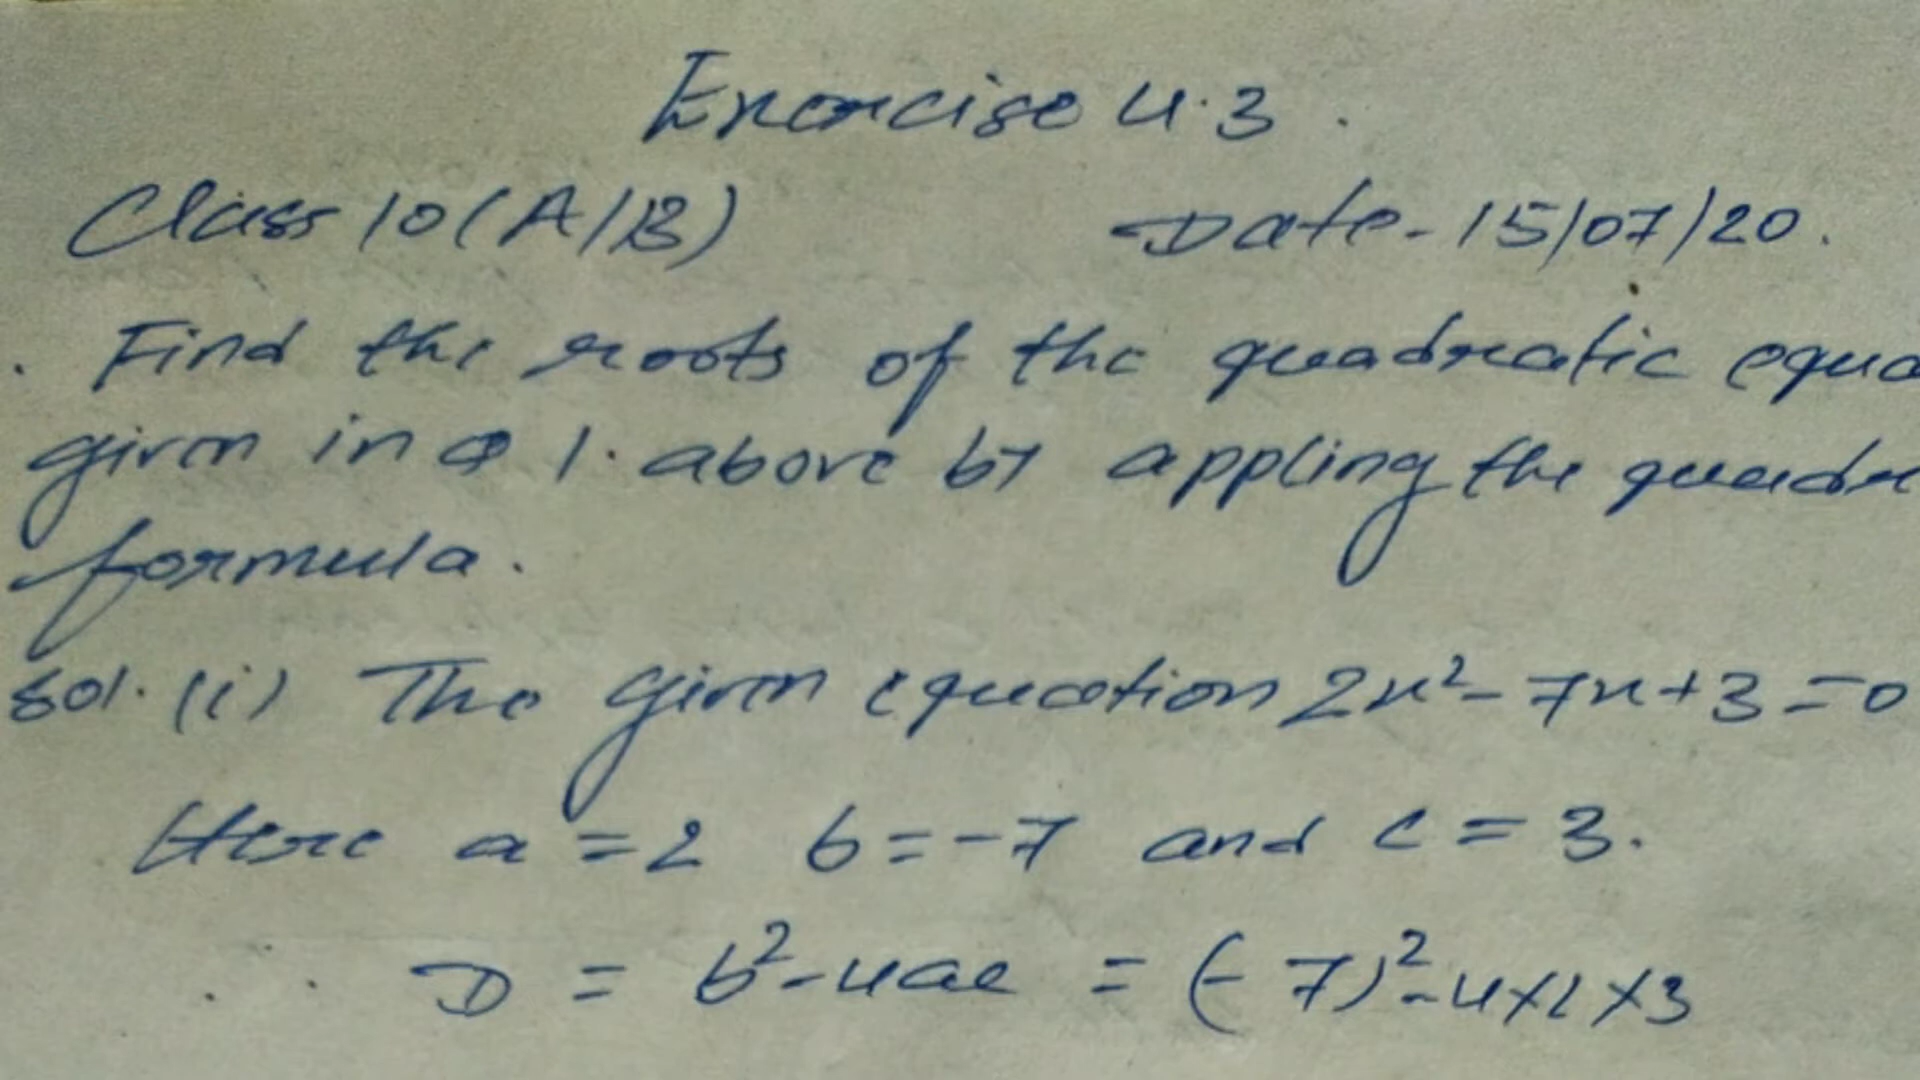 Exercise 4.3.
Class 10 (A/B) Date - 15/07/20.
. Find the roots of the quadratic equa
given in Q 1. above by appling the quadr
formula.
Sol. (i) The given equation 2x² - 7x + 3 = 0
Here a = 2 b = -7 and c = 3.
∴ D = b² - 4ac = (-7)² - 4×2×3